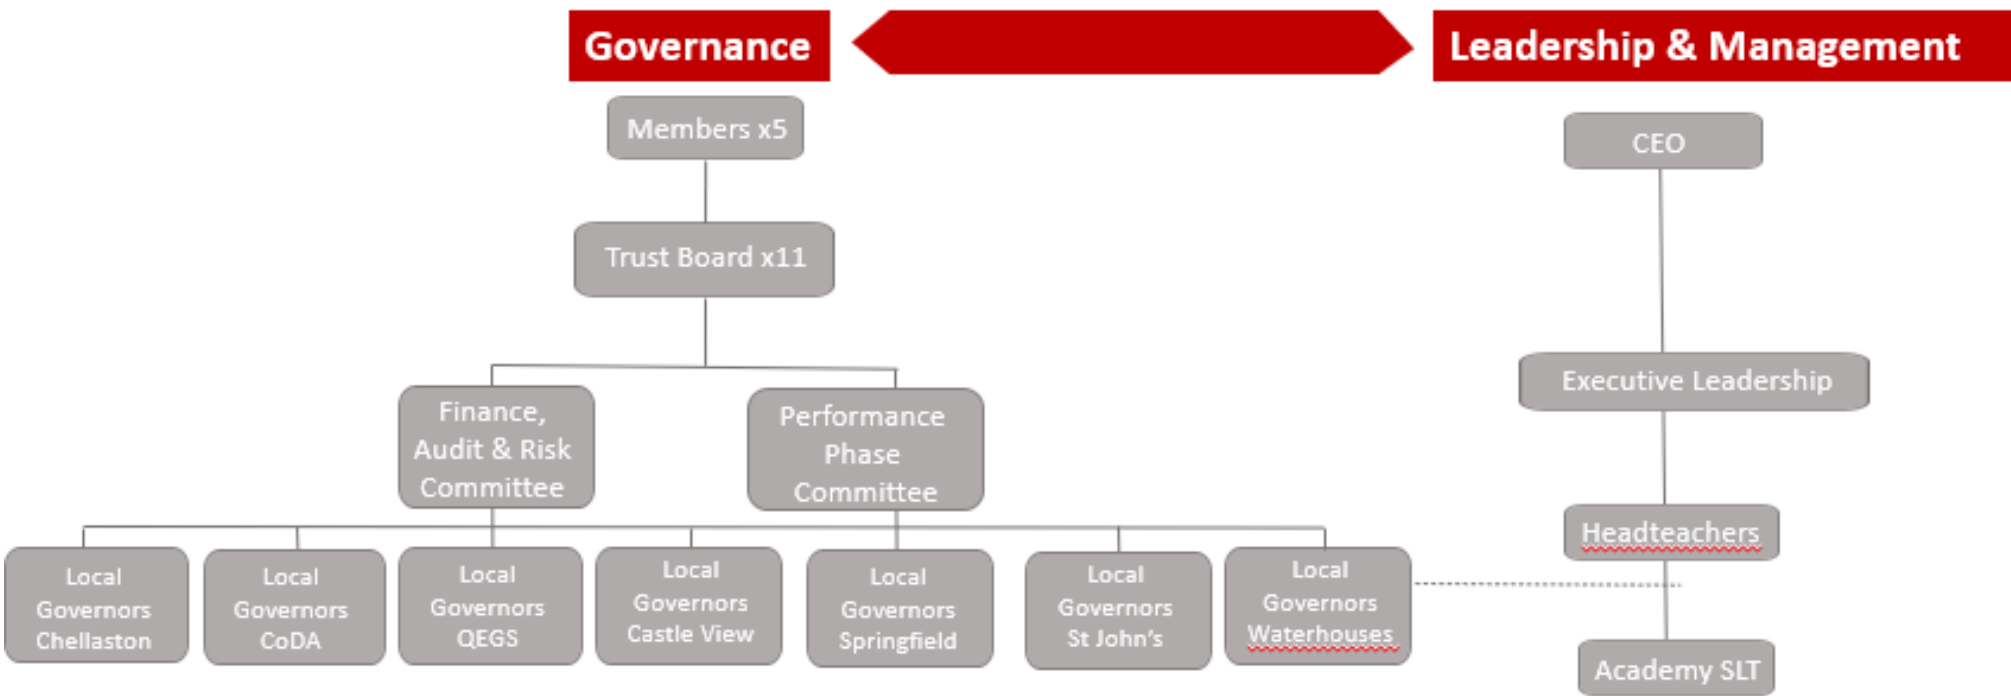 Governance
Leadership & Management
Members x5
CEO
Trust Board x11
Executive Leadership
Finance,
Audit & Risk
Committee
Performance
Phase
Committee
Headteachers
Local
Governors
Chellaston
Local
Governors
CoDA
Local
Governors
QEGS
Local
Governors
Castle View
Local
Governors
Springfield
Local
Governors
St John's
Local
Governors
Waterhouses
Academy SLT